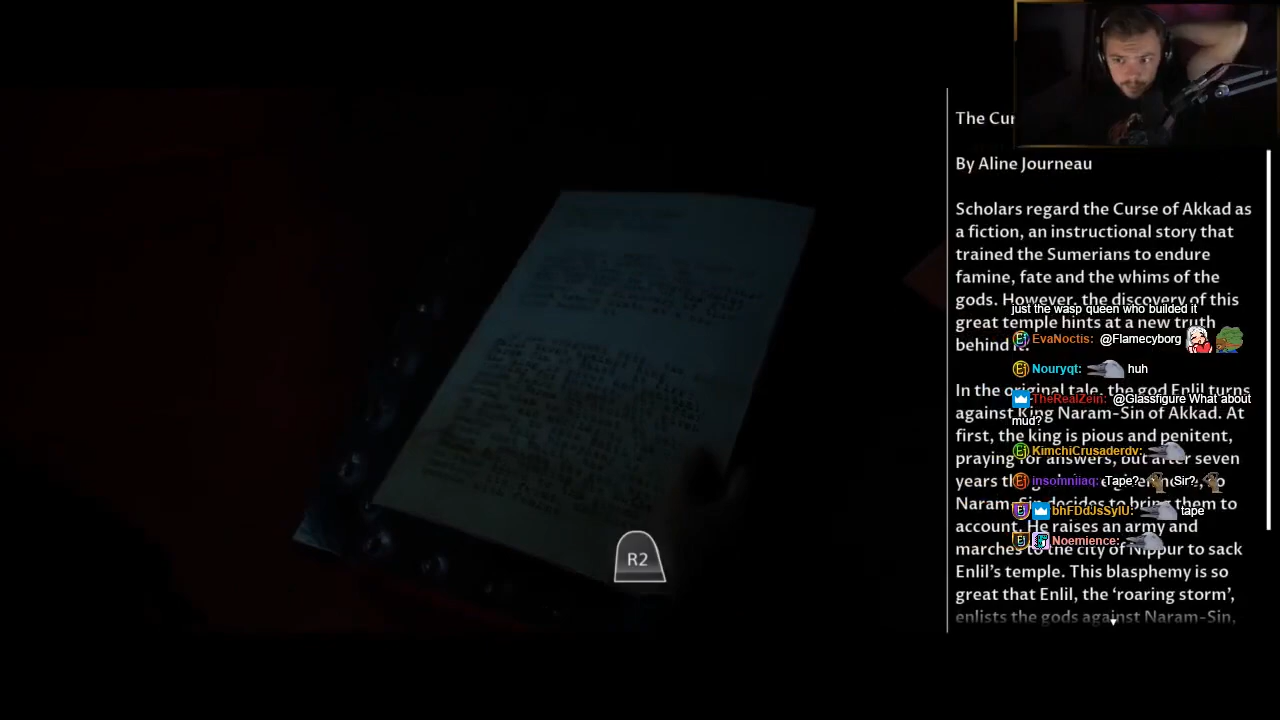 The Cur
By Aline Journeau
Scholars regard the Curse of Akkad as
a fiction, an instructional story that
trained the Sumerians to endure
famine, fate and the whims of the
gods. However, the discovery of this
great temple hints at a new truth
behind it.
In the original tale, the god Enlil turns
against King Naram-Sin of Akkad. At
first, the king is pious and penitent,
praying for answers, but after seven
years
Naram-Sin decides to bring them to
account. He raises an army and
marches to the city of Nippur to sack
Enlil's temple. This blasphemy is so
great that Enlil, the 'roaring storm',
enlists the gods against Naram-Sin,
just the wasp queen who builded it
EvaNoctis: @Flamecyborg
Nouryqt: huh
TheRealZein: @Glassfigure What about
mud?
KimchiCrusaderdv:
insomniiaq: Tape? Sir?
bhFDdJsSylU: tape
Noemience:
R2